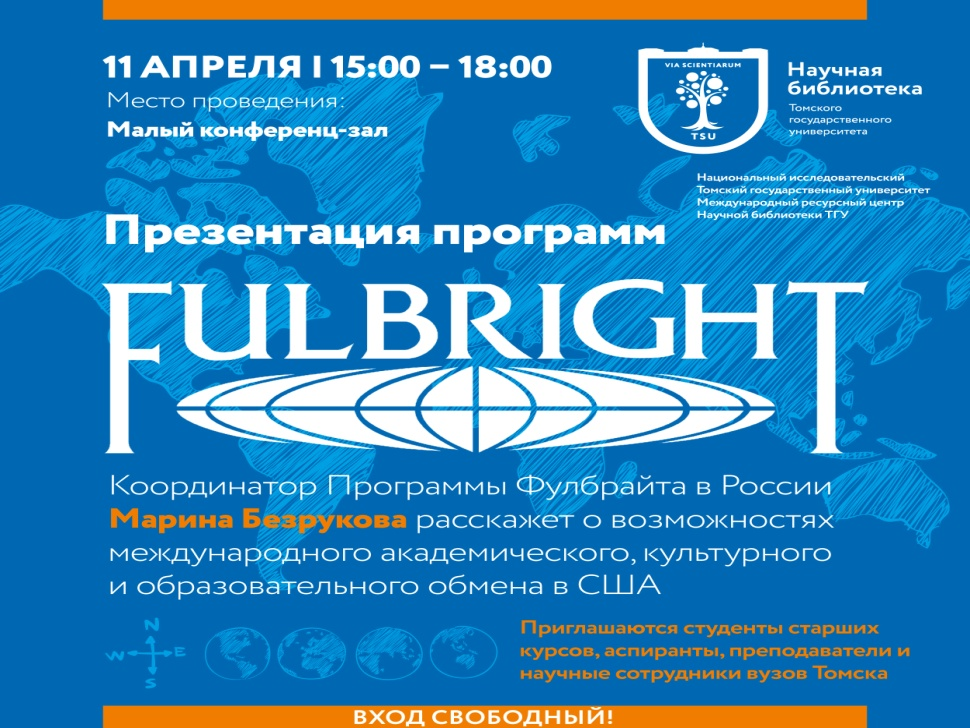 11 АПРЕЛЯ I 15:00 – 18:00
Место проведения:
Малый конференц-зал
VIA SCIENTIARUM
TSU
Научная
библиотека
Томского
государственного
университета
Национальный исследовательский
Томский государственный университет
Международный ресурсный центр
Научной библиотеки ТГУ
Презентация программ
FULBRIGHT
Координатор Программы Фулбрайта в России
Марина Безрукова расскажет о возможностях
международного академического, культурного
и образовательного обмена в США
N
W E
S
Приглашаются студенты старших
курсов, аспиранты, преподаватели и
научные сотрудники вузов Томска
ВХОД СВОБОДНЫЙ!